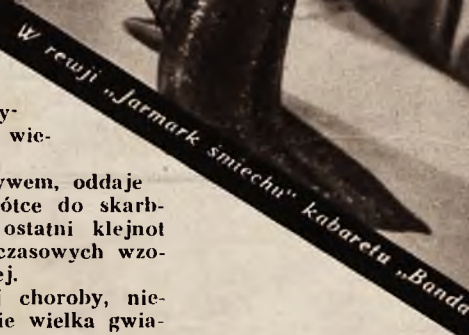 W rewji „Jarmark śmiechu" kabaretu „Banda
y-
wie-
ywem, oddaje
ótce do skarb-
ostatni klejnot
czasowych wzo-
ej.
j choroby, nie-
ie wielka gwia-